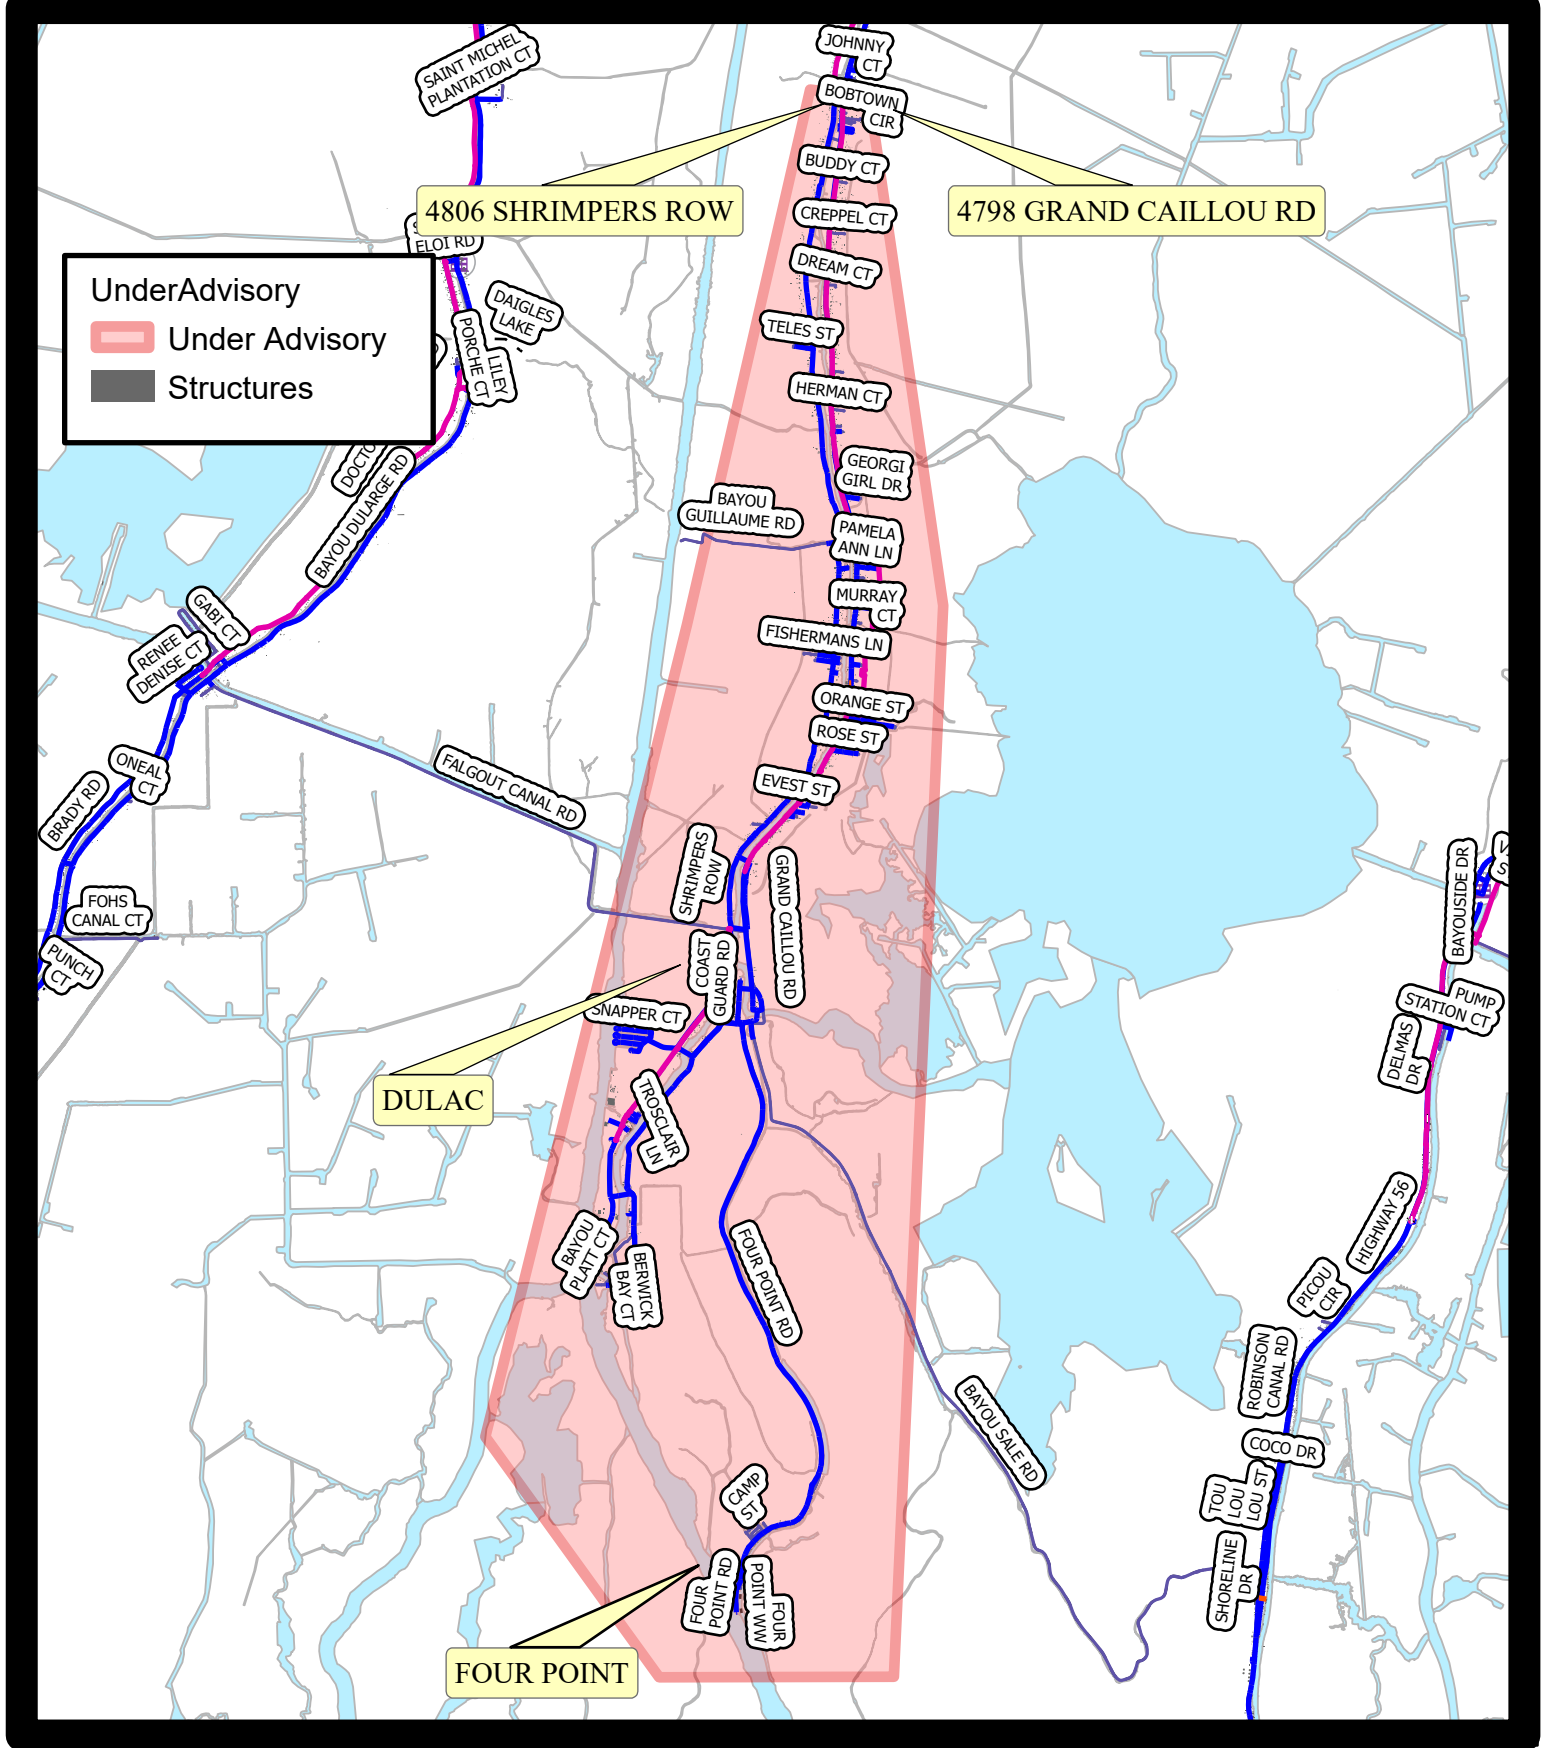 SAINT MICHEL
PLANTATION CT
JOHNNY
CT
BOBTOWN
CIR
BUDDY CT
4806 SHRIMPERS ROW
4798 GRAND CAILLOU RD
CREPPEL CT
ELOI RD
DREAM CT
UnderAdvisory
Under Advisory
Structures
DAIGLES
LAKE
PORCHE CT
LILEY
TELES ST
HERMAN CT
BAYOU DULARGE RD
GEORGI
GIRL DR
BAYOU
GUILLAUME RD
PAMELA
ANN LN
GABI CT
RENEE
DENISE CT
MURRAY
CT
FISHERMANS LN
ORANGE ST
ROSE ST
ONEAL
CT
BRADY RD
FALGOUT CANAL RD
EVEST ST
SHRIMPERS
ROW
GRAND CAILLOU RD
FOHS
CANAL CT
PUNCH
CT
BAYOUSIDE DR
COAST
GUARD RD
SNAPPER CT
PUMP
STATION CT
DELMAS
DR
DULAC
TROSCLAIR
LN
HIGHWAY 56
BAYOU
PLATT CT
BERWICK
BAY CT
FOUR POINT RD
PICOU
CIR
ROBINSON
CANAL RD
BAYOU SALE RD
COCO DR
CAMP
ST
TOU
LOU
LOU ST
SHORELINE
DR
FOUR
POINT RD
FOUR
POINT WW
FOUR POINT